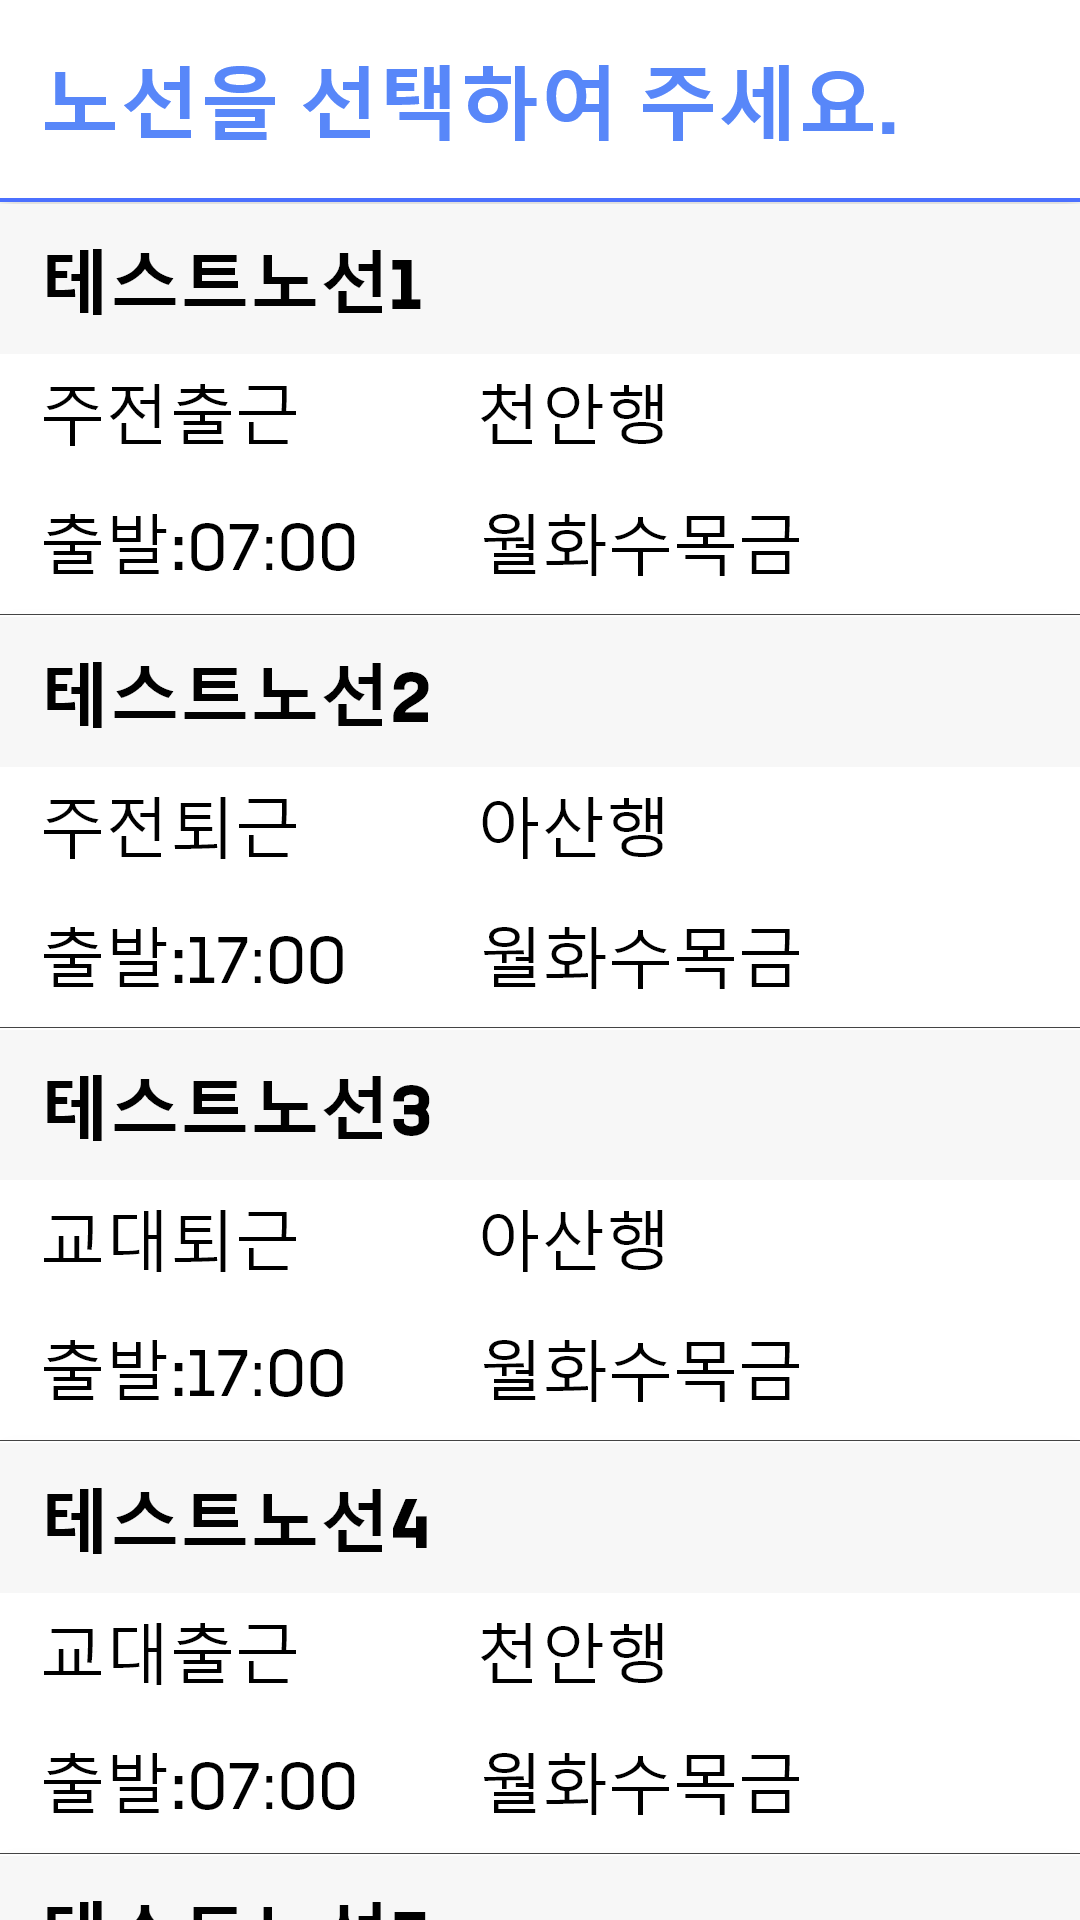 노선을 선택하여 주세요.
테스트노선1
주전출근 천안행
출발:07:00 월화수목금
테스트노선2
주전퇴근 아산행
출발:17:00 월화수목금
테스트노선3
교대퇴근 아산행
출발:17:00 월화수목금
테스트노선4
교대출근 천안행
출발:07:00 월화수목금